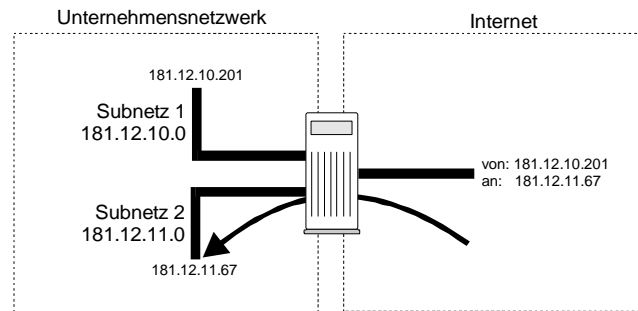 Unternehmensnetzwerk
Internet
181.12.10.201
Subnetz 1
181.12.10.0
von: 181.12.10.201
an: 181.12.11.67
Subnetz 2
181.12.11.0
181.12.11.67